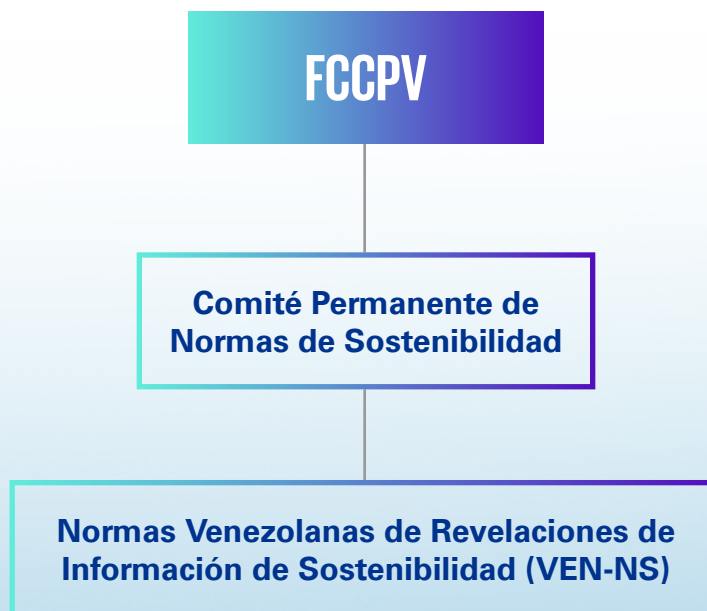 FCCPV
Comité Permanente de
Normas de Sostenibilidad
Normas Venezolanas de Revelaciones de
Información de Sostenibilidad (VEN-NS)